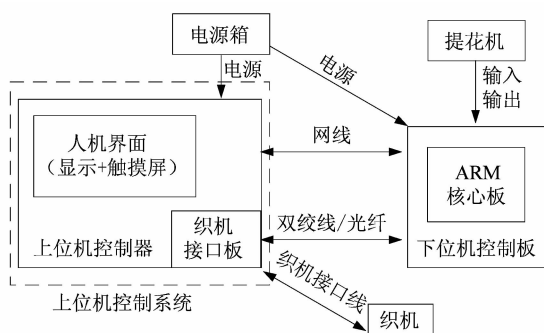 电源箱
提花机
电源
电源
输入
输出
人机界面
（显示+触摸屏）
网线
ARM
核心板
上位机控制器
织机
接口板
双绞线/光纤
下位机控制板
上位机控制系统
织机接口线
织机